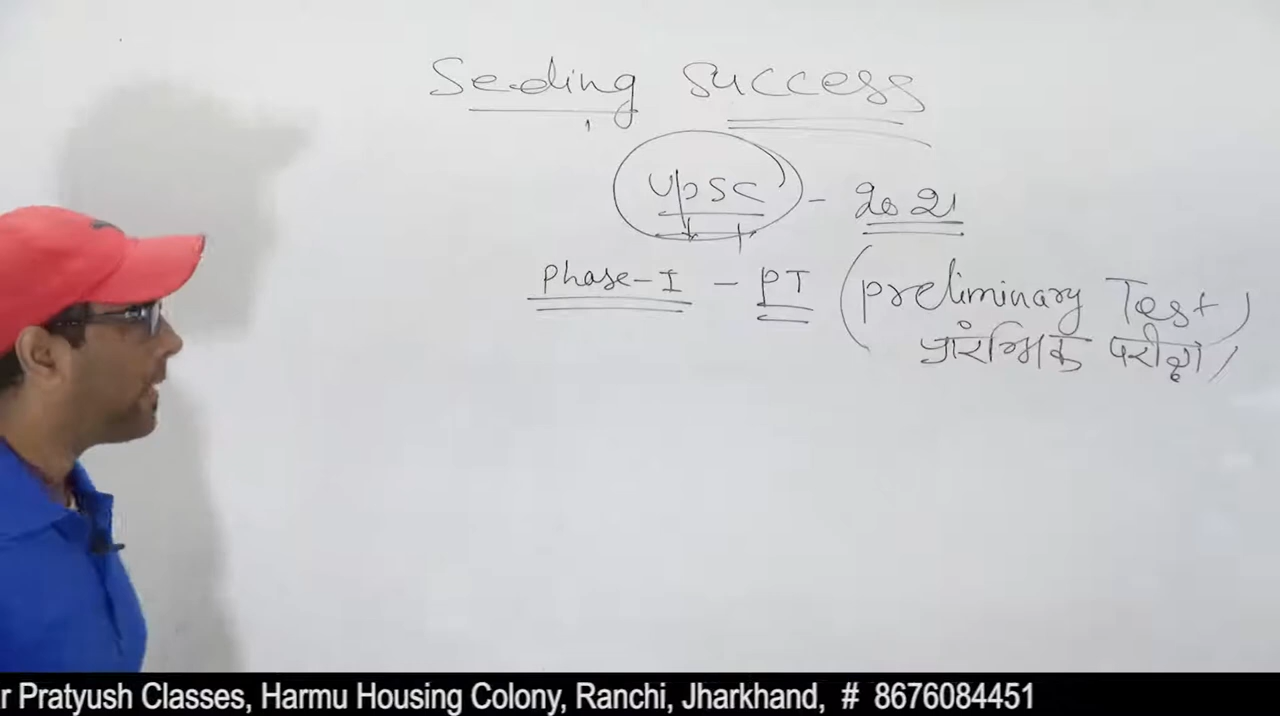 Seeding Success
UPSC - 2021
Phase-I - PT (preliminary Test
प्रारंभिक परीक्षा)
r Pratyush Classes, Harmu Housing Colony, Ranchi, Jharkhand, # 8676084451